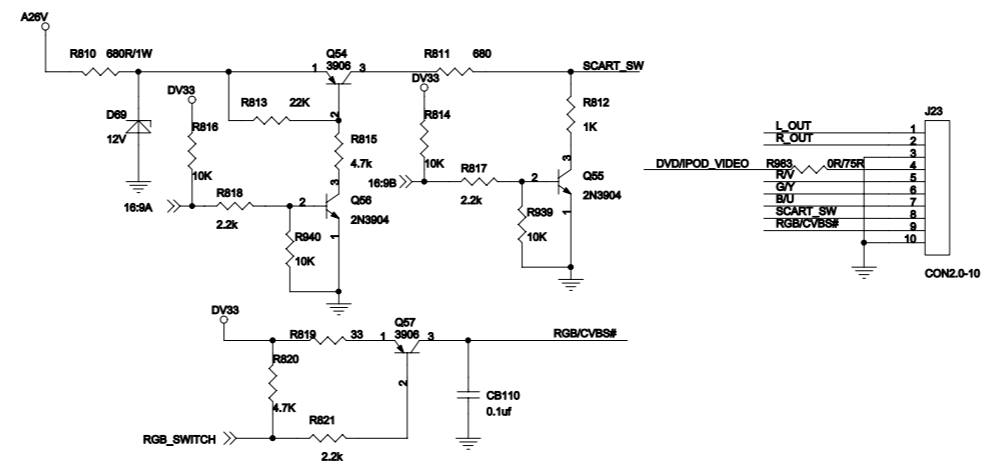 A26V
R810 680R/1W
Q54
3906
1
3
2
R811 680
SCART_SW
DV33
R813 22K
DV33
R814
10K
R812
1K
D69
12V
R816
10K
R815
4.7k
16:9A
R818
2.2k
2
3
1
Q56
2N3904
R940
10K
16:9B
R817
2.2k
2
3
1
Q55
2N3904
R939
10K
J23
L_OUT 1
R_OUT 2
3
DVD/IPOD_VIDEO R983 0R/75R 4
R/V 5
G/Y 6
B/U 7
SCART_SW 8
RGB/CVBS# 9
10
CON2.0-10
DV33
R819 33
Q57
3906
1
3
2
RGB/CVBS#
R820
4.7K
CB110
0.1uf
RGB_SWITCH
R821
2.2k